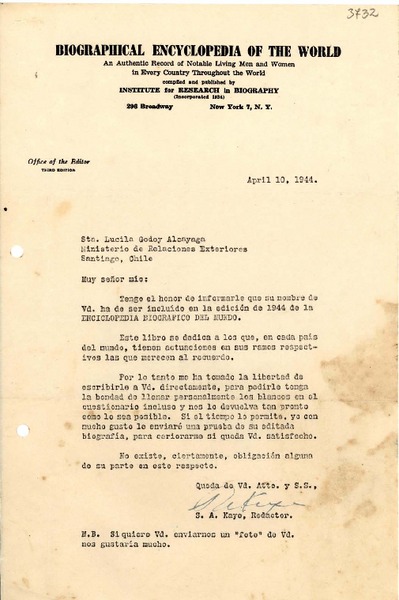 3732
BIOGRAPHICAL ENCYCLOPEDIA OF THE WORLD
An Authentic Record of Notable Living Men and Women
in Every Country Throughout the World
compiled and published by
INSTITUTE for RESEARCH in BIOGRAPHY
(Incorporated 1934)
296 Broadway New York 7, N. Y.
Office of the Editor
THIRD EDITION
April 10, 1944.
Sta. Lucila Godoy Alcayaga
Ministerio de Relaciones Exteriores
Santiago, Chile
Muy señor mio:
Tengo el honor de informarle que su nombre de
Vd. ha de ser incluido en la edición de 1944 de la
ENCICLOPEDIA BIOGRAFICO DEL MUNDO.
Este libro se dedica a los que, en cada pais
del mundo, tienen actuaciones en sus ramos respect-
ivos las que merecen al recuerdo.
Por lo tanto me ha tomado la libertad de
escribirle a Vd. directamente, para pedirle tenga
la bondad de llenar personalmente los blancos en el
cuestionario incluso y nos lo devuelva tan pronto
como lo sea posible. Si el tiempo lo permite, yo con
mucho gusto le enviaré una prueba de su editada
biografía, para cerciorarme si queda Vd. satisfecho.
No existe, ciertamente, obligación alguna
de su parte en este respecto.
Queda de Vd. Atto. y S.S.,
S. A. Kaye, Redactor.
N.B. Si quiere Vd. enviarnos un "foto" de Vd.
nos gustaría mucho.